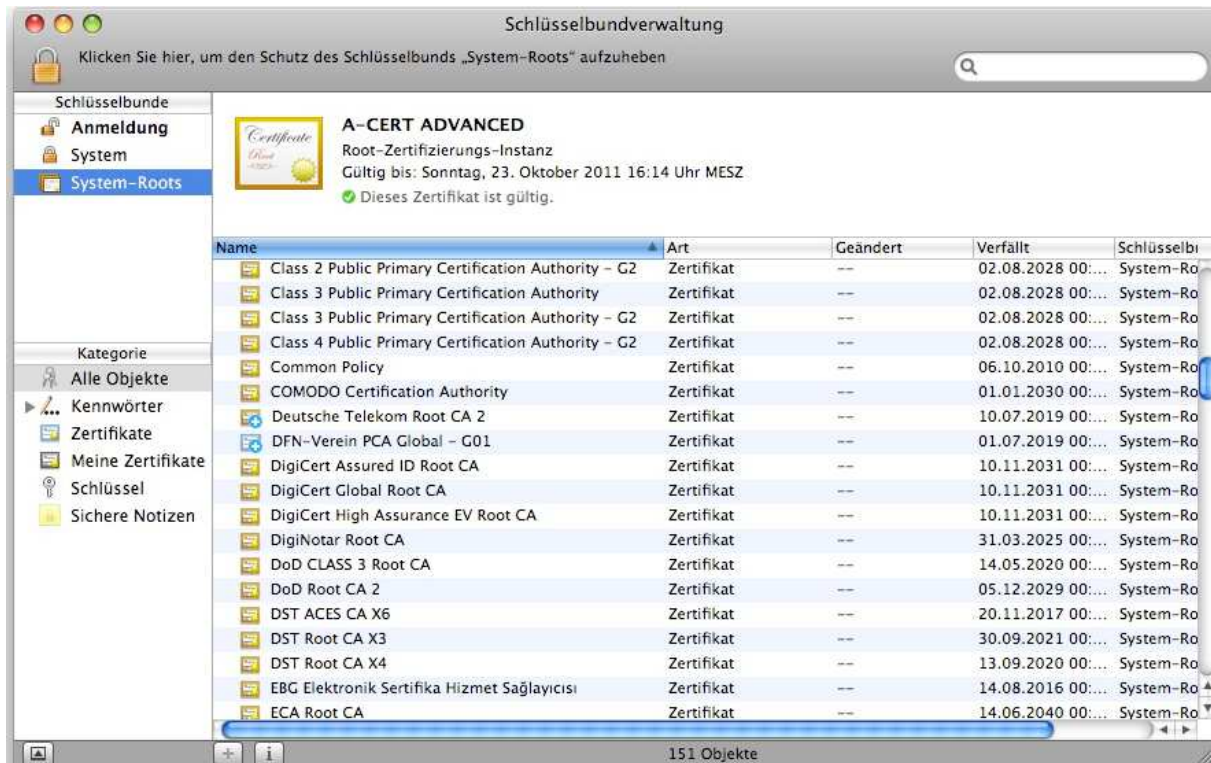 Schlüsselbundverwaltung
Klicken Sie hier, um den Schutz des Schlüsselbunds „System-Roots" aufzuheben
Schlüsselbunde
Anmeldung
System
System-Roots
Certificate
Root
A-CERT ADVANCED
Root-Zertifizierungs-Instanz
Gültig bis: Sonntag, 23. Oktober 2011 16:14 Uhr MESZ
Dieses Zertifikat ist gültig.
Kategorie
Alle Objekte
Kennwörter
Zertifikate
Meine Zertifikate
Schlüssel
Sichere Notizen
Name Art Geändert Verfällt Schlüsselbu
Class 2 Public Primary Certification Authority – G2 Zertifikat -- 02.08.2028 00:... System-Ro
Class 3 Public Primary Certification Authority Zertifikat -- 02.08.2028 00:... System-Ro
Class 3 Public Primary Certification Authority – G2 Zertifikat -- 02.08.2028 00:... System-Ro
Class 4 Public Primary Certification Authority – G2 Zertifikat -- 02.08.2028 00:... System-Ro
Common Policy Zertifikat -- 06.10.2010 00:... System-Ro
COMODO Certification Authority Zertifikat -- 01.01.2030 00:... System-Ro
Deutsche Telekom Root CA 2 Zertifikat -- 10.07.2019 00:... System-Ro
DFN-Verein PCA Global – G01 Zertifikat -- 01.07.2019 00:... System-Ro
DigiCert Assured ID Root CA Zertifikat -- 10.11.2031 00:... System-Ro
DigiCert Global Root CA Zertifikat -- 10.11.2031 00:... System-Ro
DigiCert High Assurance EV Root CA Zertifikat -- 10.11.2031 00:... System-Ro
DigiNotar Root CA Zertifikat -- 31.03.2025 00:... System-Ro
DoD CLASS 3 Root CA Zertifikat -- 14.05.2020 00:... System-Ro
DoD Root CA 2 Zertifikat -- 05.12.2029 00:... System-Ro
DST ACES CA X6 Zertifikat -- 20.11.2017 00:... System-Ro
DST Root CA X3 Zertifikat -- 30.09.2021 00:... System-Ro
DST Root CA X4 Zertifikat -- 13.09.2020 00:... System-Ro
EBG Elektronik Sertifika Hizmet Sağlayıcısı Zertifikat -- 14.08.2016 00:... System-Ro
ECA Root CA Zertifikat -- 14.06.2040 00:... System-Ro
151 Objekte